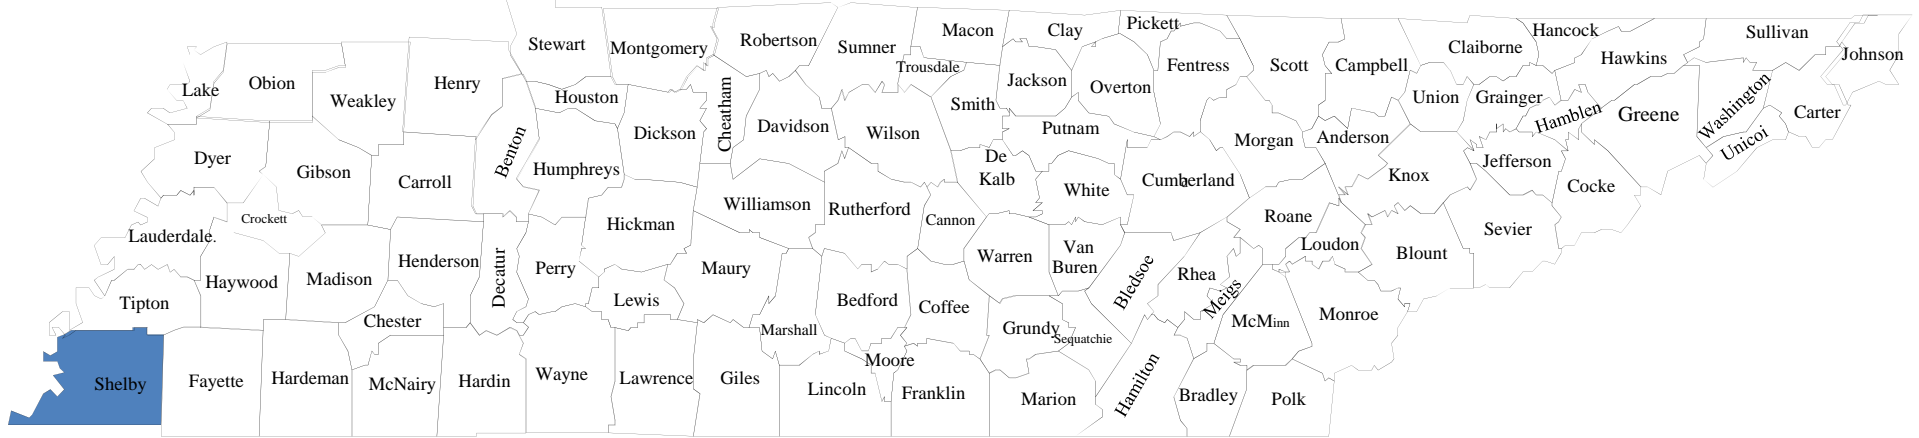 Pickett
Hancock
Macon
Clay
Sullivan
Stewart
Montgomery
Robertson
Sumner
Claiborne
Johnson
Trousdale
Fentress
Scott
Campbell
Hawkins
Lake
Obion
Henry
Jackson
Overton
Weakley
Houston
Cheatham
Smith
Union
Grainger
Washington
Dickson
Davidson
Wilson
Putnam
Hamblen
Greene
Carter
Morgan
Anderson
Unicoi
Dyer
Benton
De
Kalb
Jefferson
Gibson
Carroll
Humphreys
White
Cumberland
Knox
Cocke
Crockett
Williamson
Rutherford
Cannon
Roane
Lauderdale.
Hickman
Sevier
Loudon
Warren
Van
Buren
Blount
Henderson
Decatur
Perry
Maury
Bledsoe
Rhea
Haywood
Madison
Meigs
Tipton
Lewis
Bedford
Coffee
Chester
Marshall
Grundy
Sequatchie
McMinn
Monroe
Moore
Shelby
Fayette
Hardeman
McNairy
Hardin
Wayne
Lawrence
Giles
Lincoln
Franklin
Marion
Hamilton
Bradley
Polk